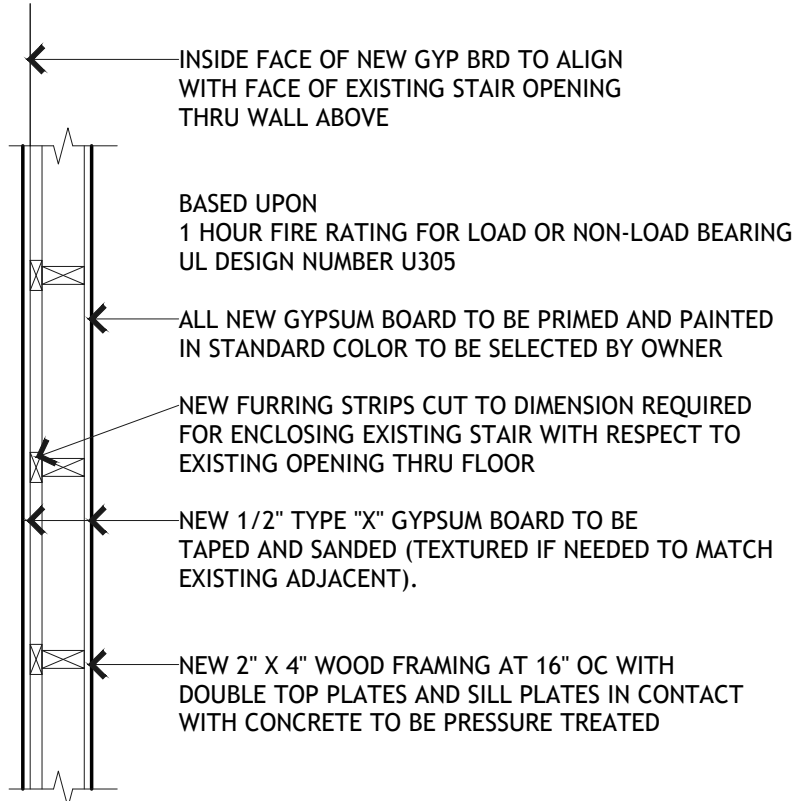 INSIDE FACE OF NEW GYP BRD TO ALIGN
WITH FACE OF EXISTING STAIR OPENING
THRU WALL ABOVE
BASED UPON
1 HOUR FIRE RATING FOR LOAD OR NON-LOAD BEARING
UL DESIGN NUMBER U305
ALL NEW GYPSUM BOARD TO BE PRIMED AND PAINTED
IN STANDARD COLOR TO BE SELECTED BY OWNER
NEW FURRING STRIPS CUT TO DIMENSION REQUIRED
FOR ENCLOSING EXISTING STAIR WITH RESPECT TO
EXISTING OPENING THRU FLOOR
NEW 1/2" TYPE "X" GYPSUM BOARD TO BE
TAPED AND SANDED (TEXTURED IF NEEDED TO MATCH
EXISTING ADJACENT).
NEW 2" X 4" WOOD FRAMING AT 16" OC WITH
DOUBLE TOP PLATES AND SILL PLATES IN CONTACT
WITH CONCRETE TO BE PRESSURE TREATED